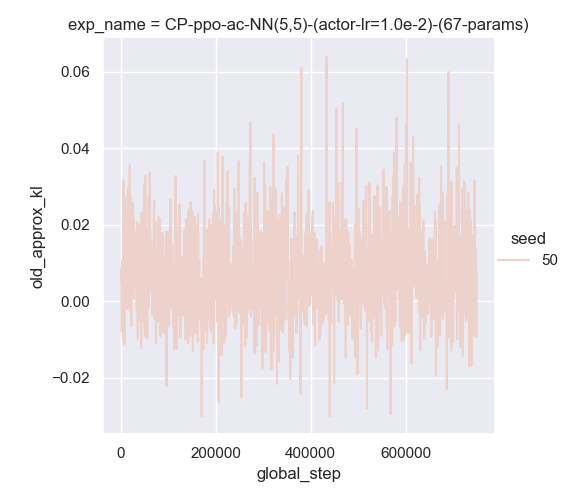 exp_name = CP-ppo-ac-NN(5,5)-(actor-lr=1.0e-2)-(67-params)
0.06
0.04
0.02
0.00
−0.02
old_approx_kl
seed
50
0
200000
400000
600000
global_step